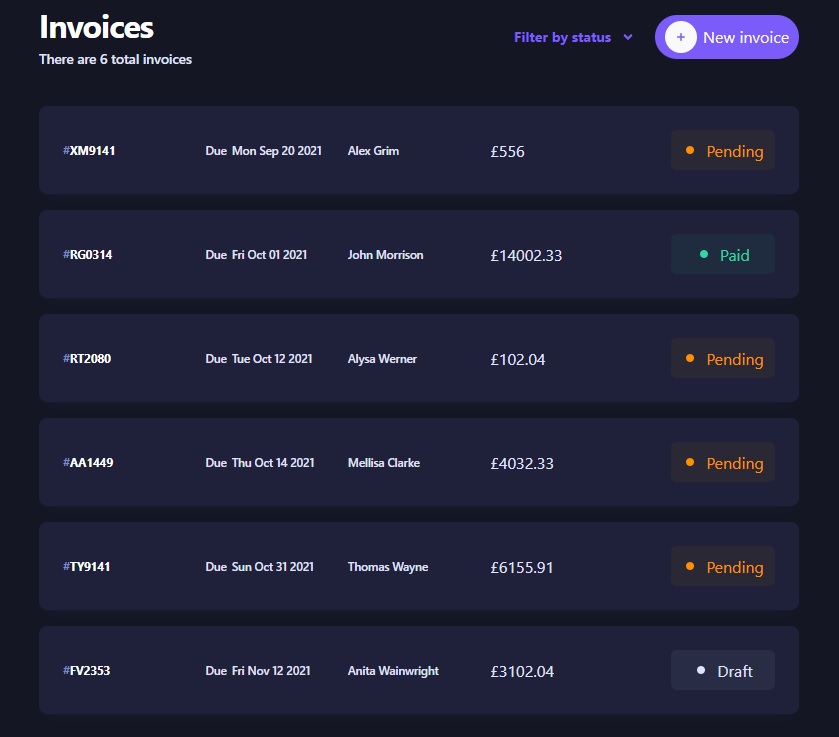 Invoices
There are 6 total invoices
Filter by status
+ New invoice
#XM9141 Due Mon Sep 20 2021 Alex Grim £556 Pending
#RG0314 Due Fri Oct 01 2021 John Morrison £14002.33 Paid
#RT2080 Due Tue Oct 12 2021 Alysa Werner £102.04 Pending
#AA1449 Due Thu Oct 14 2021 Mellisa Clarke £4032.33 Pending
#TY9141 Due Sun Oct 31 2021 Thomas Wayne £6155.91 Pending
#FV2353 Due Fri Nov 12 2021 Anita Wainwright £3102.04 Draft